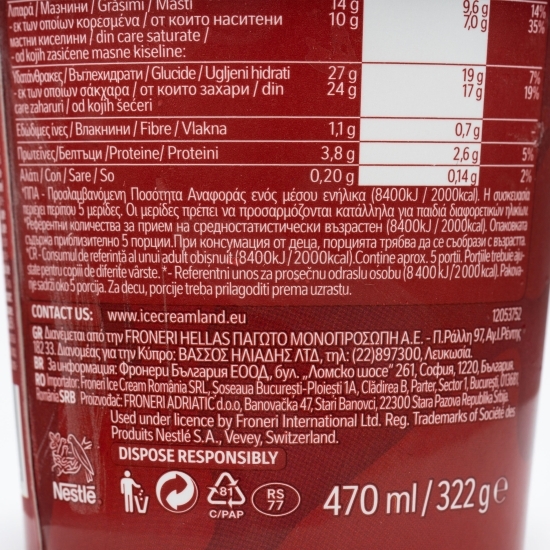 Λιπαρά / Мазнини / Grăsimi / Masti 14 g 9,6 g 14%
-εκ των οποίων κορεσμένα / от които наситени 10 g 7,0 g 35%
мастни киселини / din care saturate /
- od kojih zasićene masne kiseline:
Υδατάνθρακες / Въглехидрати / Glucide / Ugljeni hidrati 27 g 19 g 7%
- εκ των οποίων σάκχαρα / от които захари / din 24 g 17 g 19%
care zaharuri / od kojih šećeri
Εδώδιμες ίνες / Влакнини / Fibre / Vlakna 1,1 g 0,7 g
Πρωτεΐνες/Белтъци /Proteine/ Proteini 3,8 g 2,6 g 5%
Αλάτι / Сол / Sare / So 0,20 g 0,14 g 2%
*ΠΠΑ - Προσλαμβανόμενη Ποσότητα Αναφοράς ενός μέσου ενήλικα (8400kJ / 2000kcal). Η συσκευασία
περιέχει περίπου 5 μερίδες. Οι μερίδες πρέπει να προσαρμόζονται κατάλληλα για παιδιά διαφορετικών ηλικιών.
*Референтни количества за прием на средностатистически възрастен (8400kJ / 2000kcal). Опаковката
съдържа приблизително 5 порции.При консумация от деца, порцията трябва да се съобрази с възрастта.
*CR - Consumul de referință al unui adult obișnuit (8400kJ / 2000kcal).Conține aprox. 5 porții. Porțiile trebuie ajustate
state pentru copiii de diferite vârste. *- Referentni unos za prosečnu odraslu osobu (8 400 kJ / 2 000 kcal). Pakova-
nje sadrži oko 5 porcija. Za decu, porcije treba prilagoditi prema uzrastu.
CONTACT US: www.icecreamland.eu 12053752
GR Διανέμεται από την FRONERI HELLAS ΠΑΓΩΤΟ ΜΟΝΟΠΡΟΣΩΠΗ Α.Ε. - Π.Ράλλη 97, Αγ.Ι.Ρέντης
182 33. Διανομέας για την Κύπρο: ΒΑΣΣΟΣ ΗΛΙΑΔΗΣ ΛΤΔ, τηλ: (22)897300, Λευκωσία.
BG За информация: Фронери България ЕООД, бул. „Ломско шосе" 261, София, 1220, България.
RO Importator: Froneri Ice Cream România SRL, Șoseaua București-Ploiești 1A, Clădirea B, Parter, Sector 1, București, 013681,
România SRB Proizvođač: FRONERI ADRIATIC d.o.o, Banovačka 47, Stari Banovci, 22300 Stara Pazova Republika Srbija
Used under licence by Froneri International Ltd. Reg. Trademarks of Société des
Produits Nestlé S.A., Vevey, Switzerland.
DISPOSE RESPONSIBLY
Nestlé
81
C/PAP
RS
77
470 ml / 322 g e